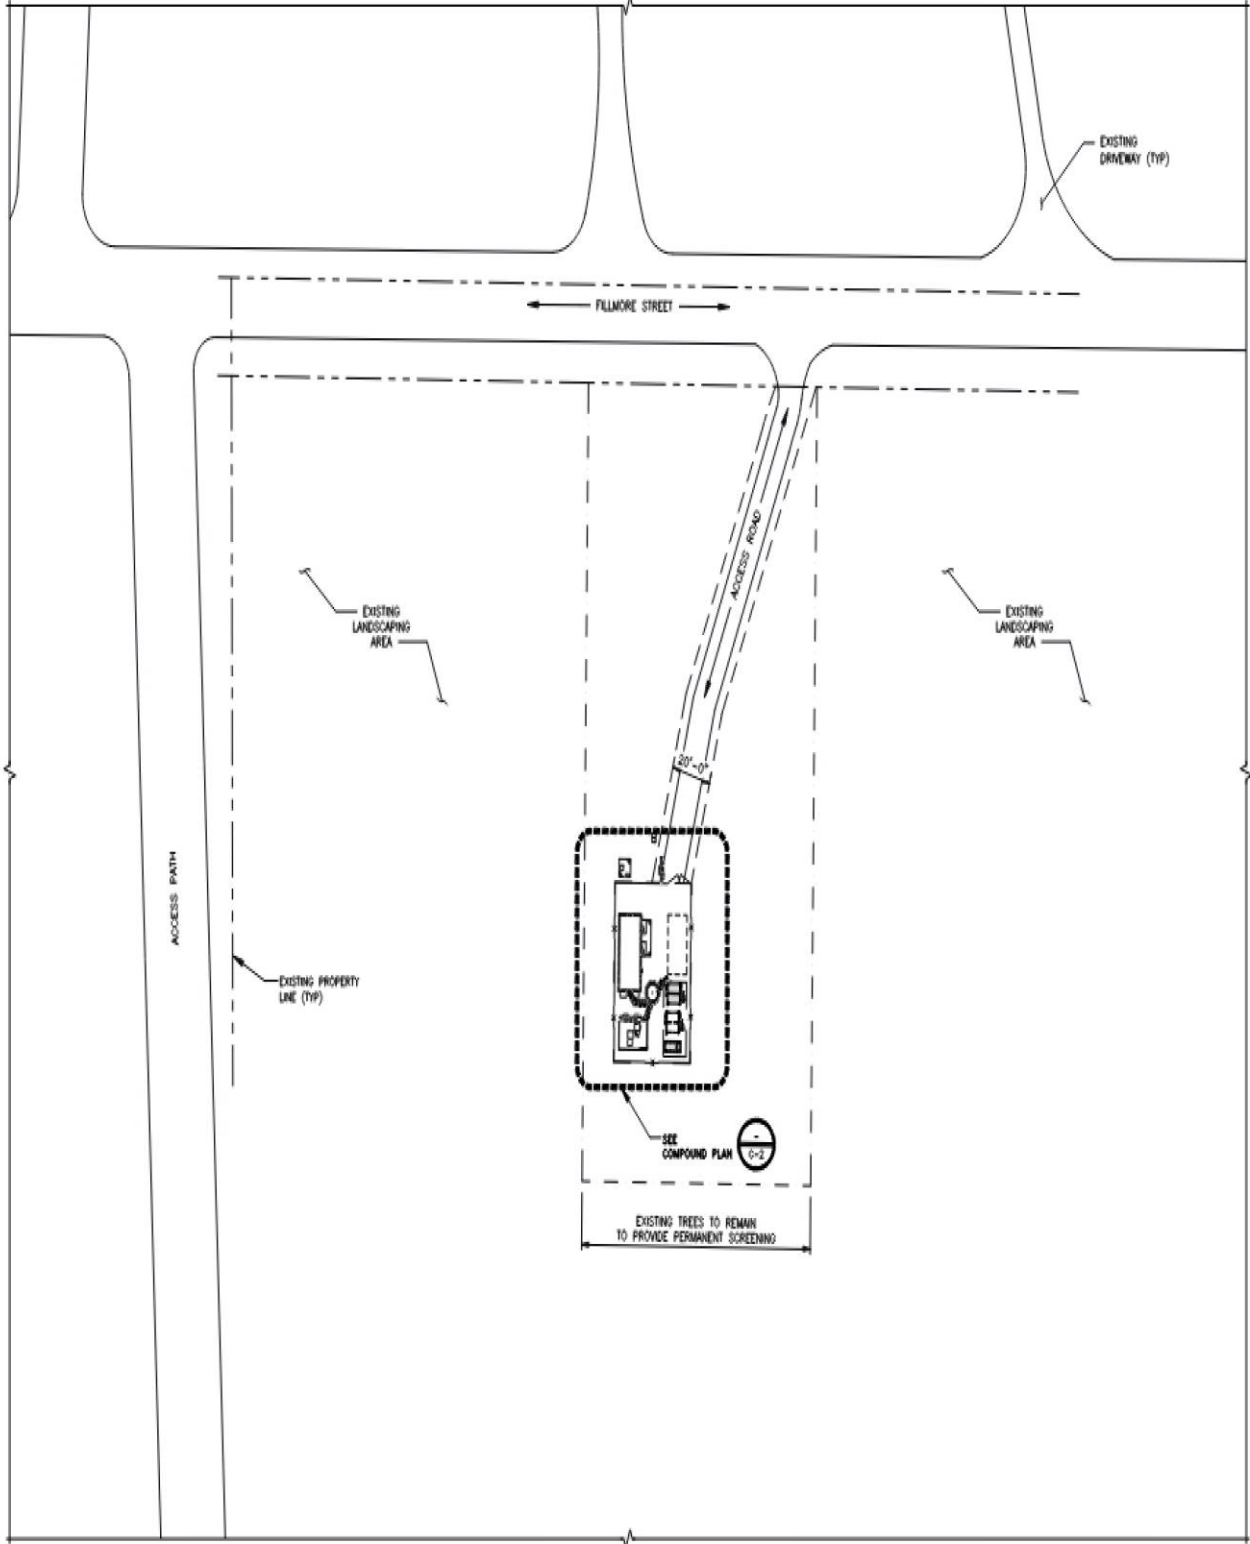 EXISTING
DRIVEWAY (TYP)
FILLMORE STREET
ACCESS ROAD
EXISTING
LANDSCAPING
AREA
EXISTING
LANDSCAPING
AREA
20'-0"
ACCESS PATH
EXISTING PROPERTY
LINE (TYP)
SEE
COMPOUND PLAN
-
C-2
EXISTING TREES TO REMAIN
TO PROVIDE PERMANENT SCREENING